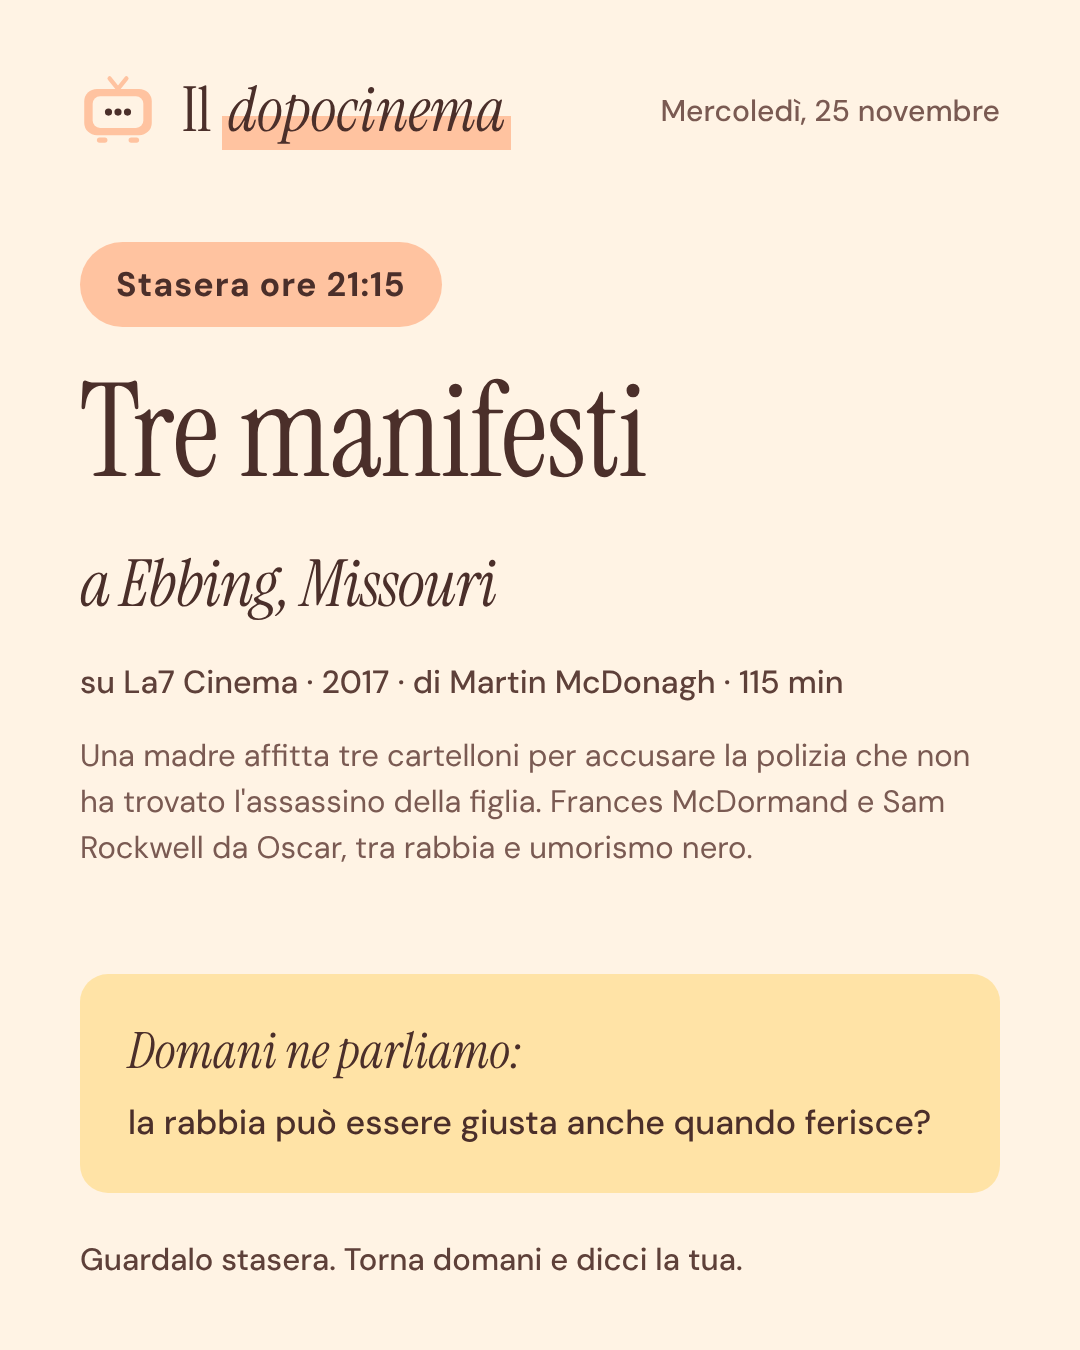 Il dopocinema
Mercoledì, 25 novembre
Stasera ore 21:15
Tre manifesti
a Ebbing, Missouri
su La7 Cinema · 2017 · di Martin McDonagh · 115 min
Una madre affitta tre cartelloni per accusare la polizia che non
ha trovato l'assassino della figlia. Frances McDormand e Sam
Rockwell da Oscar, tra rabbia e umorismo nero.
Domani ne parliamo:
la rabbia può essere giusta anche quando ferisce?
Guardalo stasera. Torna domani e dicci la tua.